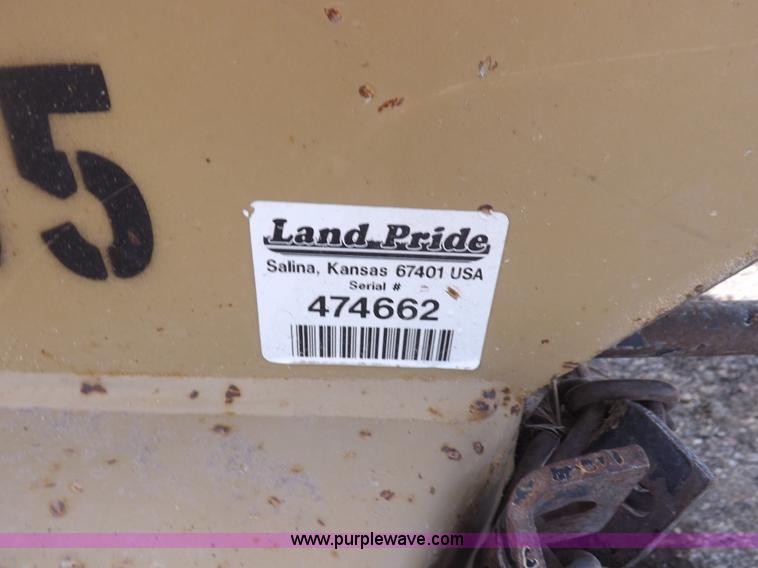 5
Land Pride
Salina, Kansas 67401 USA
Serial #
474662
www.purplewave.com